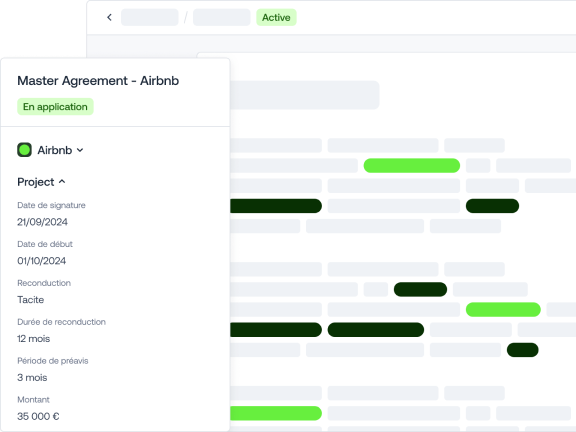 /
Active
Master Agreement - Airbnb
En application
Airbnb
Project
Date de signature
21/09/2024
Date de début
01/10/2024
Reconduction
Tacite
Durée de reconduction
12 mois
Période de préavis
3 mois
Montant
35 000 €